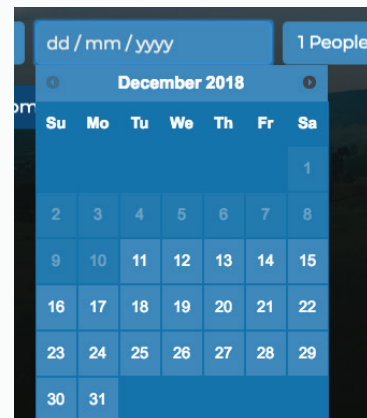 dd / mm / yyyy 1 People
December 2018
om
Su Mo Tu We Th Fr Sa
1
2 3 4 5 6 7 8
9 10 11 12 13 14 15
16 17 18 19 20 21 22
23 24 25 26 27 28 29
30 31